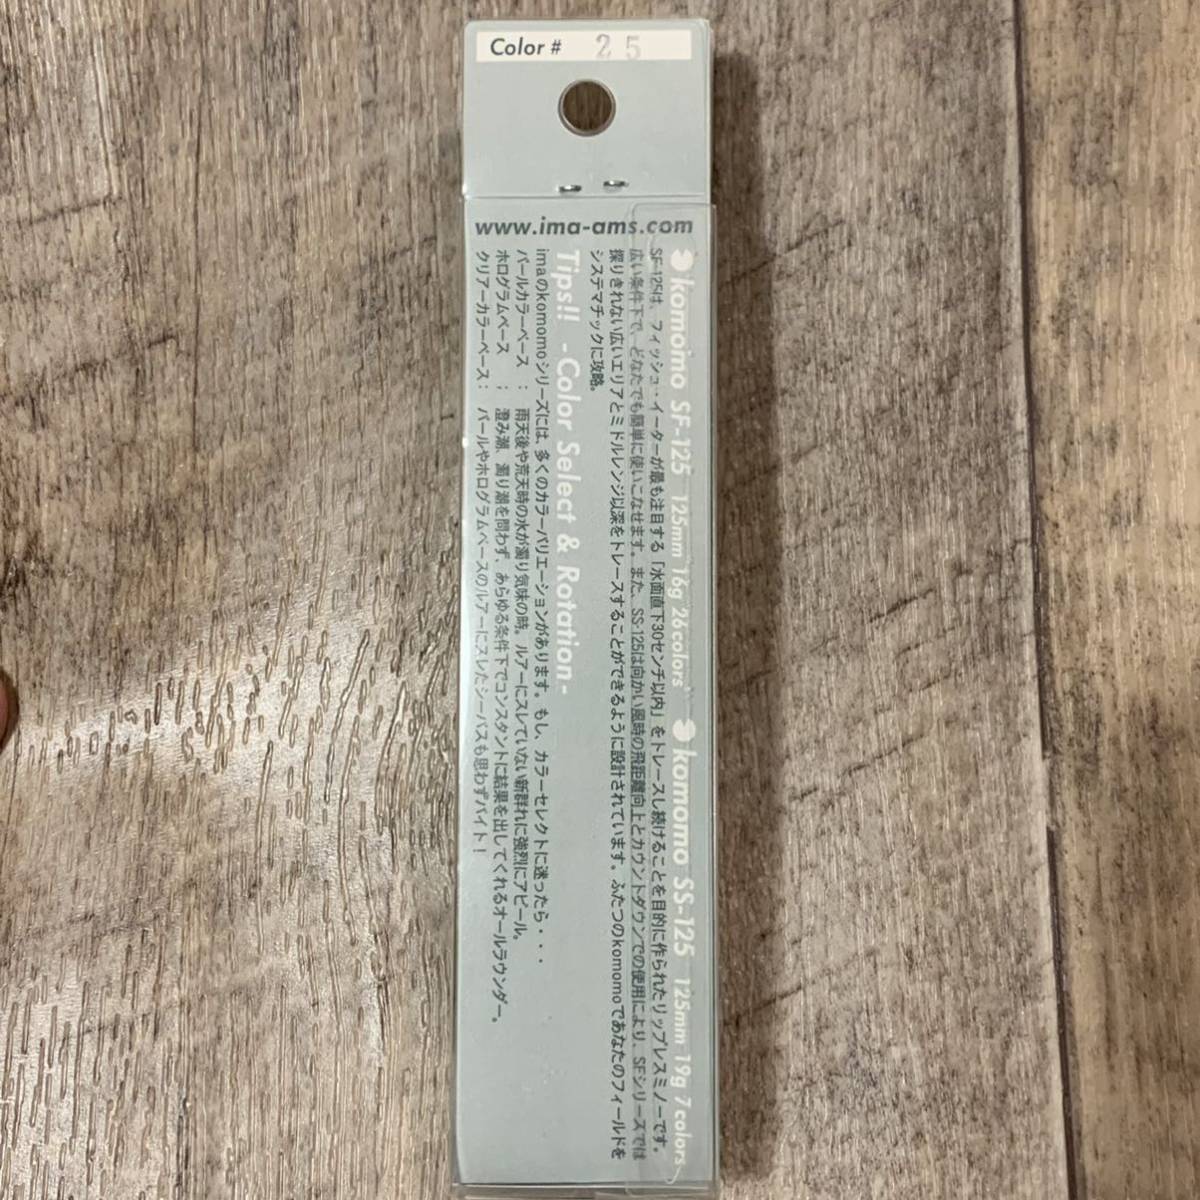 Color # 25
www.ima-ams.com
komomo SF-125 125mm 16g 26colors komomo SS-125 125mm 19g 7colors
SF-125は、フィッシュ・イーターが最も注目する「水面直下30センチ以内」をトレースし続けることを目的に作られたリップレスミノーです。
広い条件下で、どなたでも簡単に使いこなせます。また、SS-125は向かい風時の飛距離向上とカウントダウンでの使用により、SFシリーズでは
探りきれない広いエリアとミドルレンジ以深をトレースすることができるように設計されています。ふたつのkomomoであなたのフィールドを
システマチックに攻略。
Tips!! -Color Select & Rotation-
imaのkomomoシリーズには、多くのカラーバリエーションがあります。もし、カラーセレクトに迷ったら・・・
パールカラーベース ： 雨天後や荒天時の水が濁り気味の時。ルアーにスレていない新群れに強烈にアピール。
ホログラムベース ： 澄み潮、濁り潮を問わず、あらゆる条件下でコンスタントに結果を出してくれるオールラウンダー。
クリアーカラーベース： パールやホログラムベースのルアーにスレたシーバスも思わずバイト！